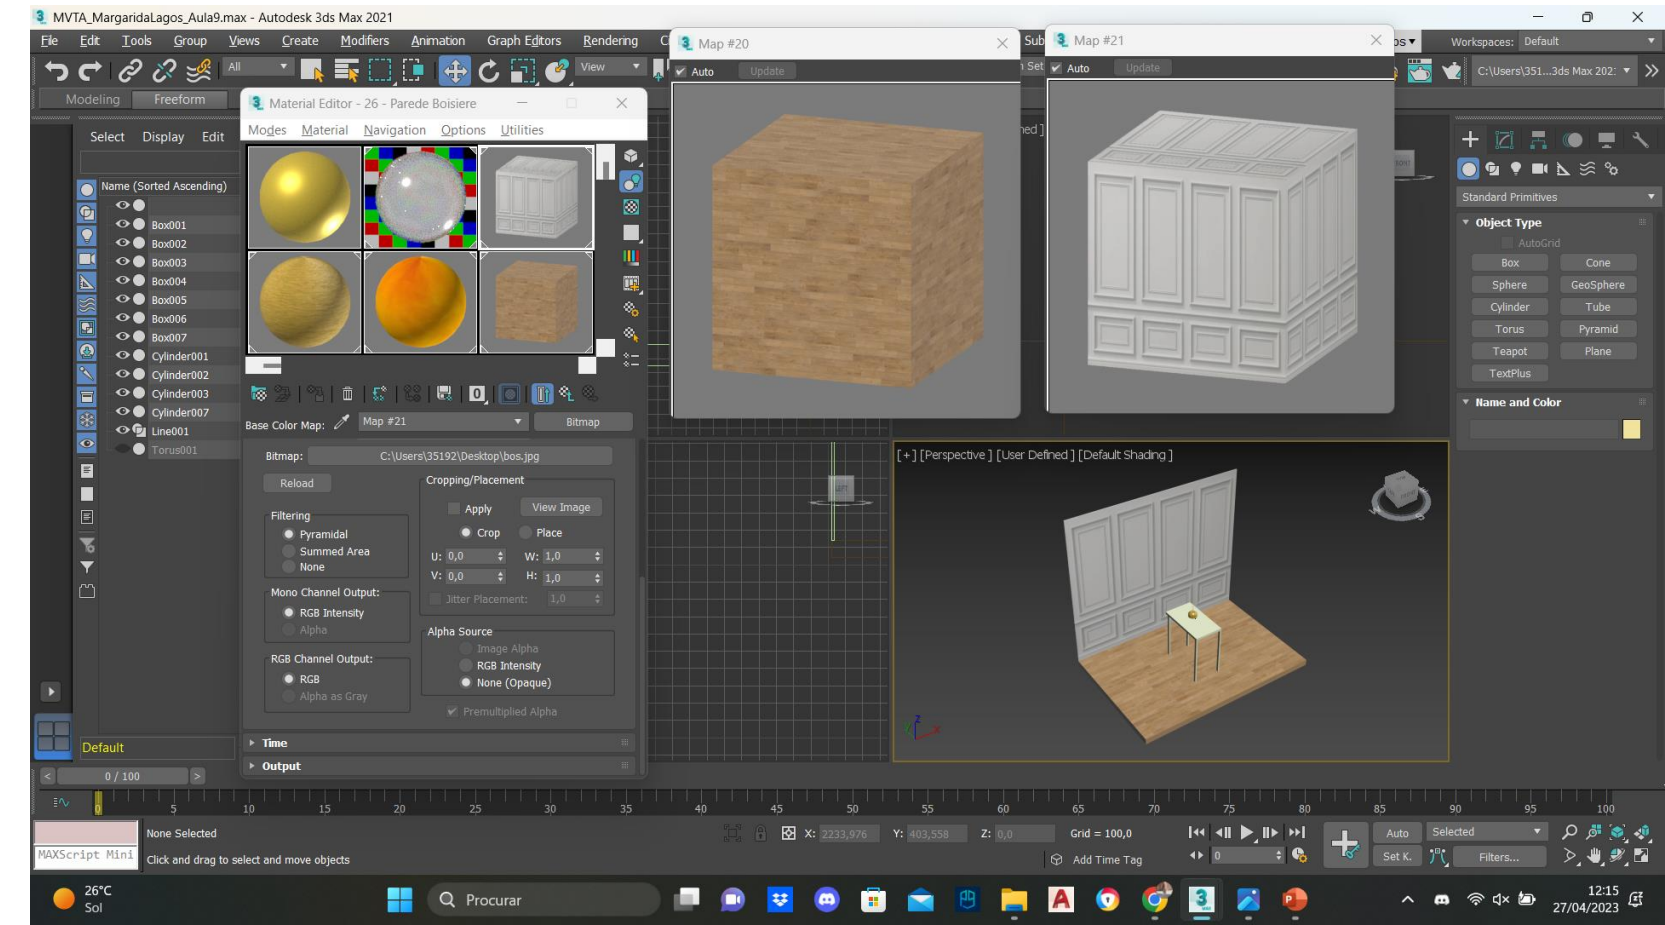 MVTA_MargaridaLagos_Aula9.max - Autodesk 3ds Max 2021
File Edit Tools Group Views Create Modifiers Animation Graph Editors Rendering
Workspaces: Default
All
View
C:\Users\351...3ds Max 202:
Modeling Freeform
Select Display Edit
Name (Sorted Ascending)
Box001
Box002
Box003
Box004
Box005
Box006
Box007
Cylinder001
Cylinder002
Cylinder003
Cylinder007
Line001
Torus001
Default
Material Editor - 26 - Parede Boisiere
Modes Material Navigation Options Utilities
Base Color Map: Map #21 Bitmap
Bitmap: C:\Users\35192\Desktop\bos.jpg
Reload
Cropping/Placement
Apply View Image
Crop Place
U: 0,0 W: 1,0
V: 0,0 H: 1,0
Jitter Placement: 1,0
Filtering
Pyramidal
Summed Area
None
Mono Channel Output:
RGB Intensity
Alpha
RGB Channel Output:
RGB
Alpha as Gray
Alpha Source
Image Alpha
RGB Intensity
None (Opaque)
Premultiplied Alpha
Time
Output
Map #20
Auto Update
Map #21
Auto Update
[+] [Perspective ] [User Defined ] [Default Shading ]
Z
X
Standard Primitives
Object Type
AutoGrid
Box Cone
Sphere GeoSphere
Cylinder Tube
Torus Pyramid
Teapot Plane
TextPlus
Name and Color
0 / 100
0 5 10 15 20 25 30 35 40 45 50 55 60 65 70 75 80 85 90 95 100
None Selected
MAXScript Mini
Click and drag to select and move objects
X: 2233,976 Y: 403,558 Z: 0,0 Grid = 100,0
Add Time Tag
0
Auto Selected
Set K. Filters...
26°C
Sol
Procurar
12:15
27/04/2023